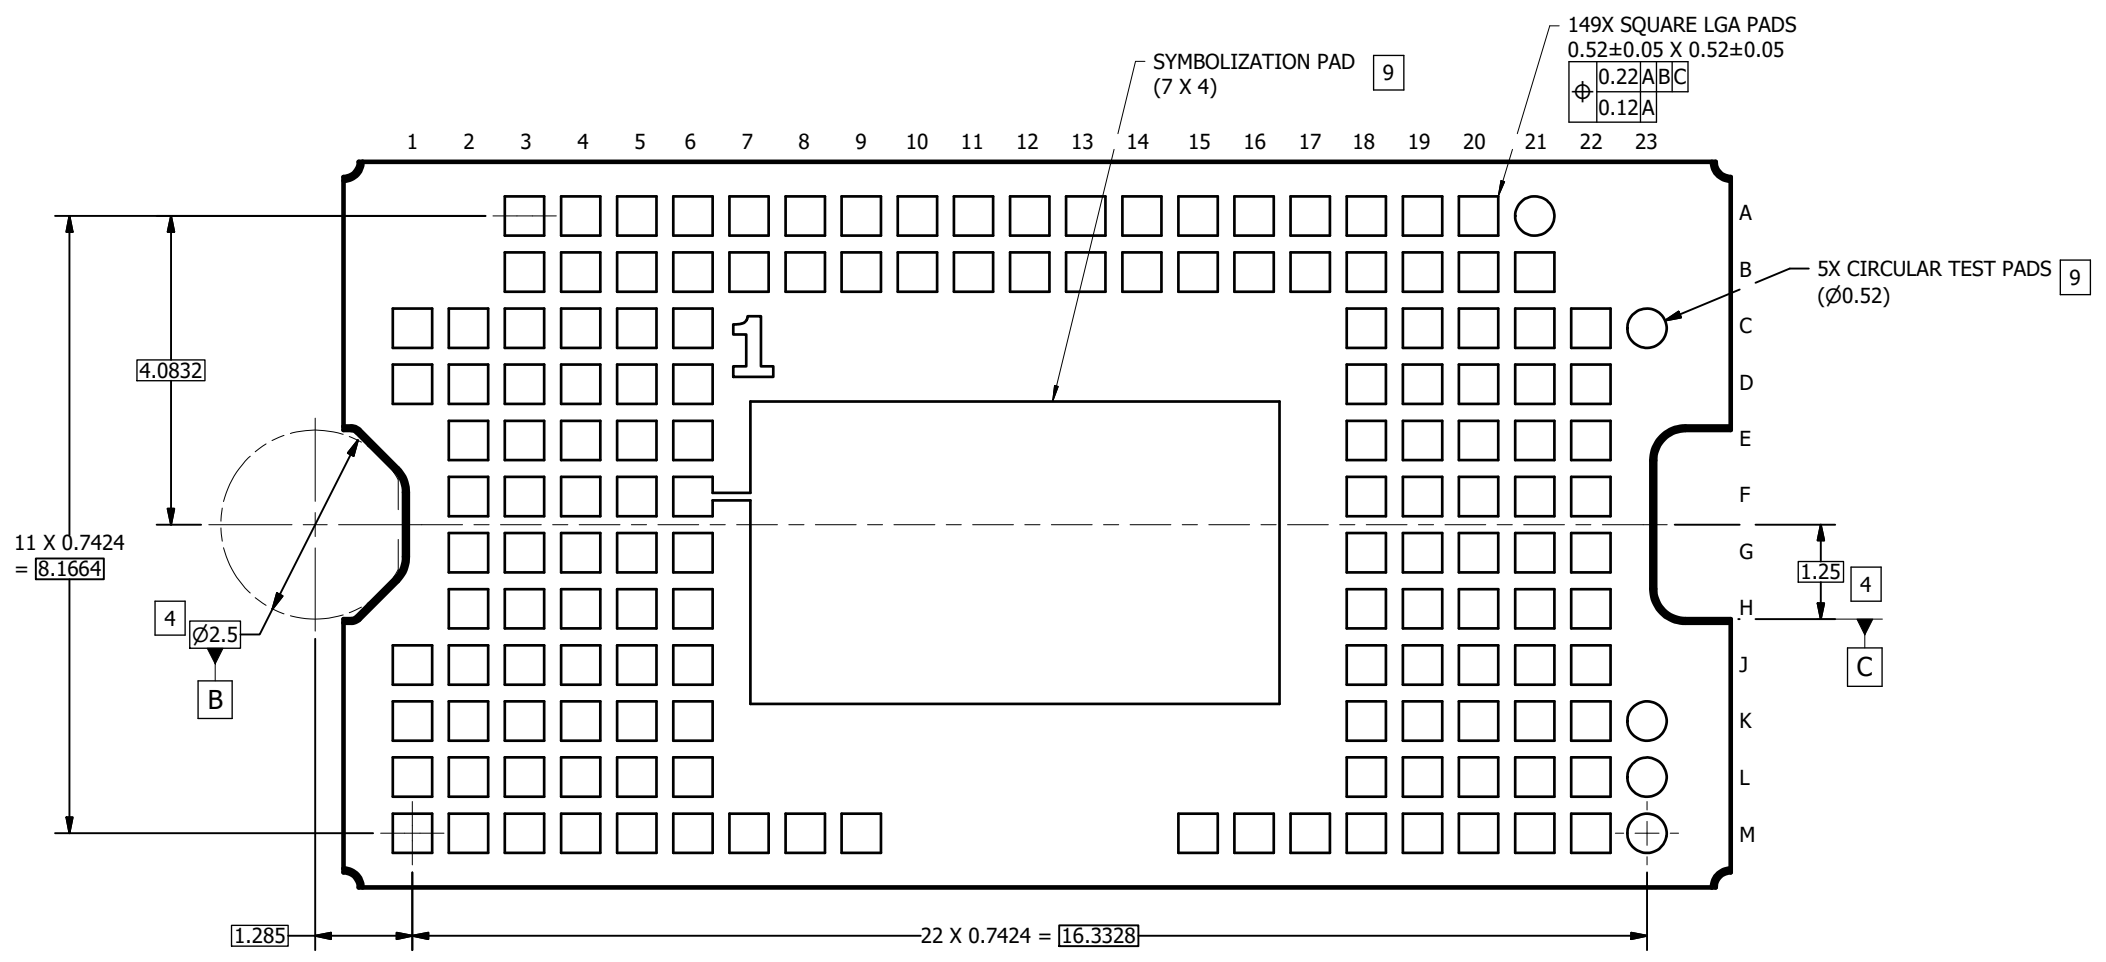 149X SQUARE LGA PADS
0.52±0.05 X 0.52±0.05
⌖ 0.22 A B C
0.12 A
SYMBOLIZATION PAD 9
(7 X 4)
1 2 3 4 5 6 7 8 9 10 11 12 13 14 15 16 17 18 19 20 21 22 23
A
B
5X CIRCULAR TEST PADS 9
(Ø0.52)
C
1
4.0832
D
E
F
11 X 0.7424
= 8.1664
G
1.25
4
H
4
Ø2.5
B
J
C
K
L
M
1.285
22 X 0.7424 = 16.3328